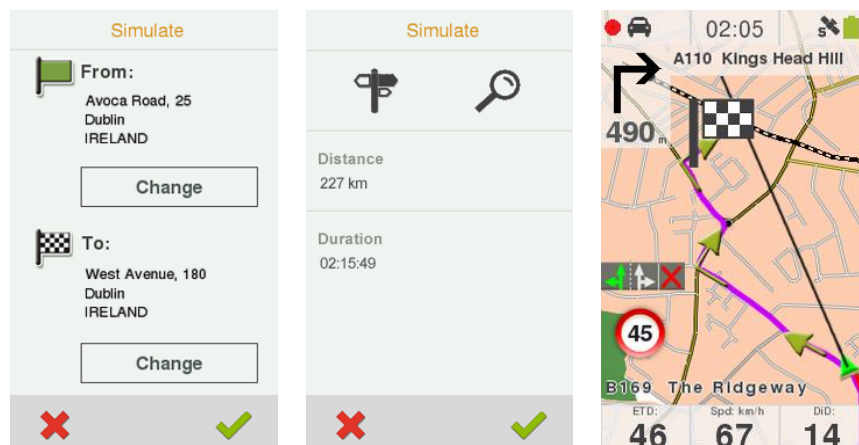 Simulate
From:
Avoca Road, 25
Dublin
IRELAND
Change
To:
West Avenue, 180
Dublin
IRELAND
Change
Simulate
Distance
227 km
Duration
02:15:49
02:05
S
A110 Kings Head Hill
490 m
45
B169 The Ridgeway
ETD:
46
Spd: km/h
67
DiD:
14